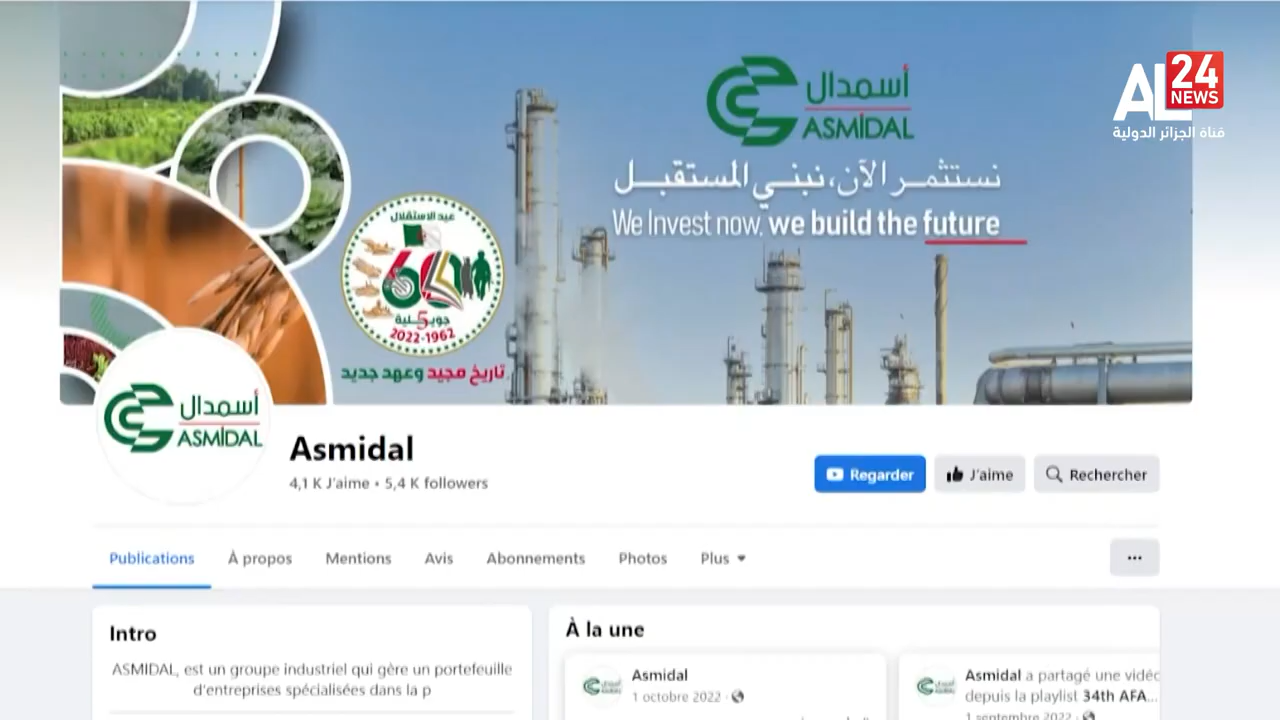 AL 24 NEWS
قناة الجزائر الدولية
أسمدال
ASMIDAL
نستثمر الآن، نبني المستقبل
We Invest now, we build the future
عيد الاستقلال
60
جويلية 5
2022-1962
تاريخ مجيد وعهد جديد
أسمدال
ASMIDAL
Asmidal
4,1 K J’aime • 5,4 K followers
Regarder J’aime Rechercher
Publications À propos Mentions Avis Abonnements Photos Plus
Intro
ASMIDAL, est un groupe industriel qui gère un portefeuille
d'entreprises spécialisées dans la p
À la une
Asmidal
1 octobre 2022
Asmidal a partagé une vidéo
depuis la playlist 34th AFA...
1 septembre 2022